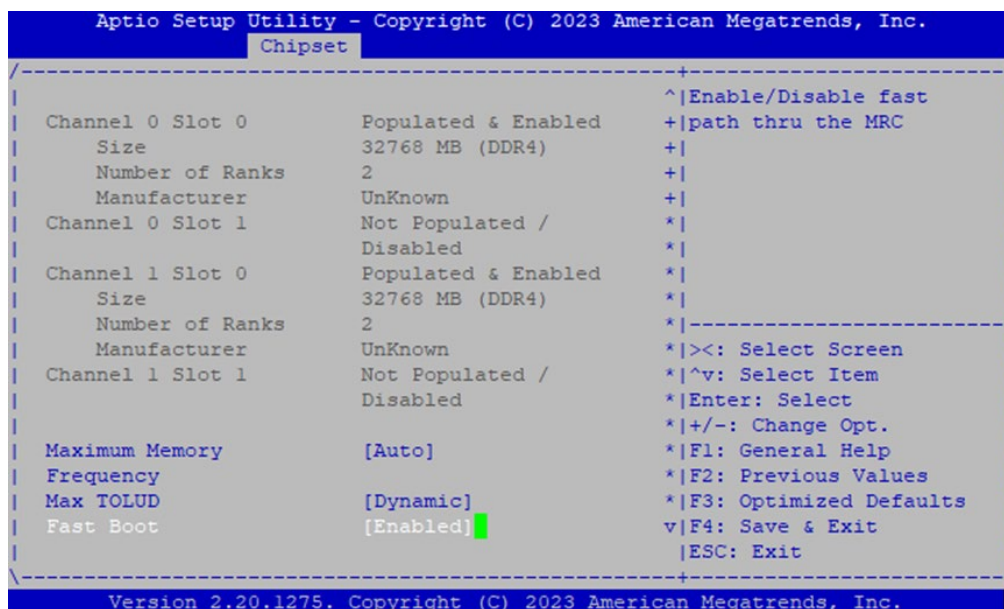 Aptio Setup Utility - Copyright (C) 2023 American Megatrends, Inc.
Chipset
/----------------------------------------------------+-------------------------
| ^|Enable/Disable fast
| Channel 0 Slot 0 Populated & Enabled +|path thru the MRC
| Size 32768 MB (DDR4) +|
| Number of Ranks 2 +|
| Manufacturer UnKnown +|
| Channel 0 Slot 1 Not Populated / *|
| Disabled *|
| Channel 1 Slot 0 Populated & Enabled *|
| Size 32768 MB (DDR4) *|
| Number of Ranks 2 *|-------------------------
| Manufacturer UnKnown *|><: Select Screen
| Channel 1 Slot 1 Not Populated / *|^v: Select Item
| Disabled *|Enter: Select
| *|+/-: Change Opt.
| Maximum Memory [Auto] *|F1: General Help
| Frequency *|F2: Previous Values
| Max TOLUD [Dynamic] *|F3: Optimized Defaults
| Fast Boot [Enabled] v|F4: Save & Exit
| |ESC: Exit
\----------------------------------------------------+-------------------------
Version 2.20.1275. Copyright (C) 2023 American Megatrends, Inc.